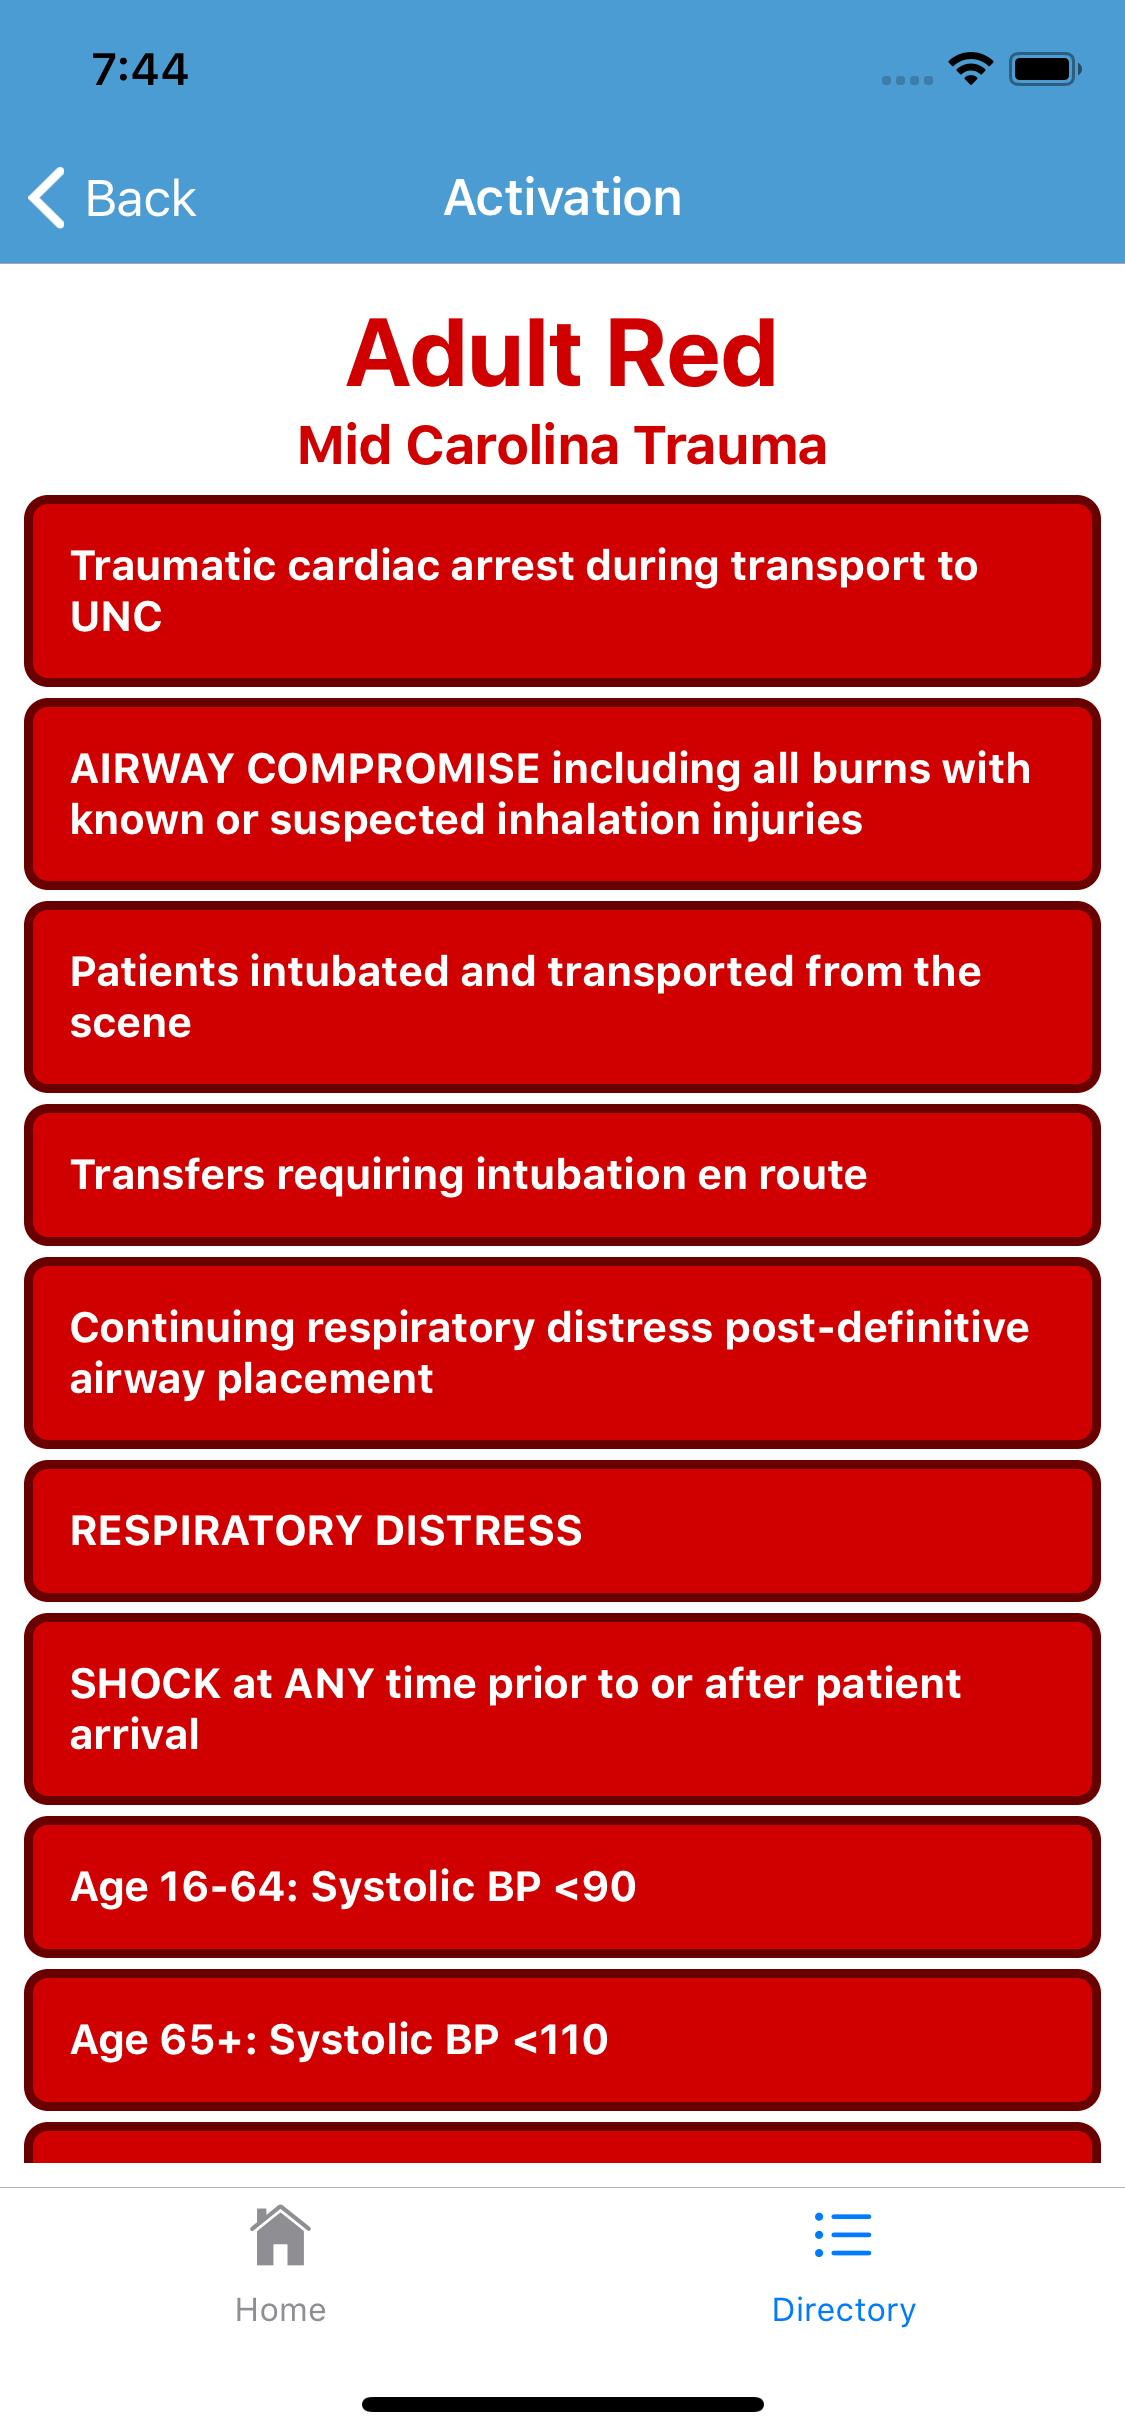 7:44
Back
Activation
Adult Red
Mid Carolina Trauma
Traumatic cardiac arrest during transport to
UNC
AIRWAY COMPROMISE including all burns with
known or suspected inhalation injuries
Patients intubated and transported from the
scene
Transfers requiring intubation en route
Continuing respiratory distress post-definitive
airway placement
RESPIRATORY DISTRESS
SHOCK at ANY time prior to or after patient
arrival
Age 16-64: Systolic BP <90
Age 65+: Systolic BP <110
Home
Directory